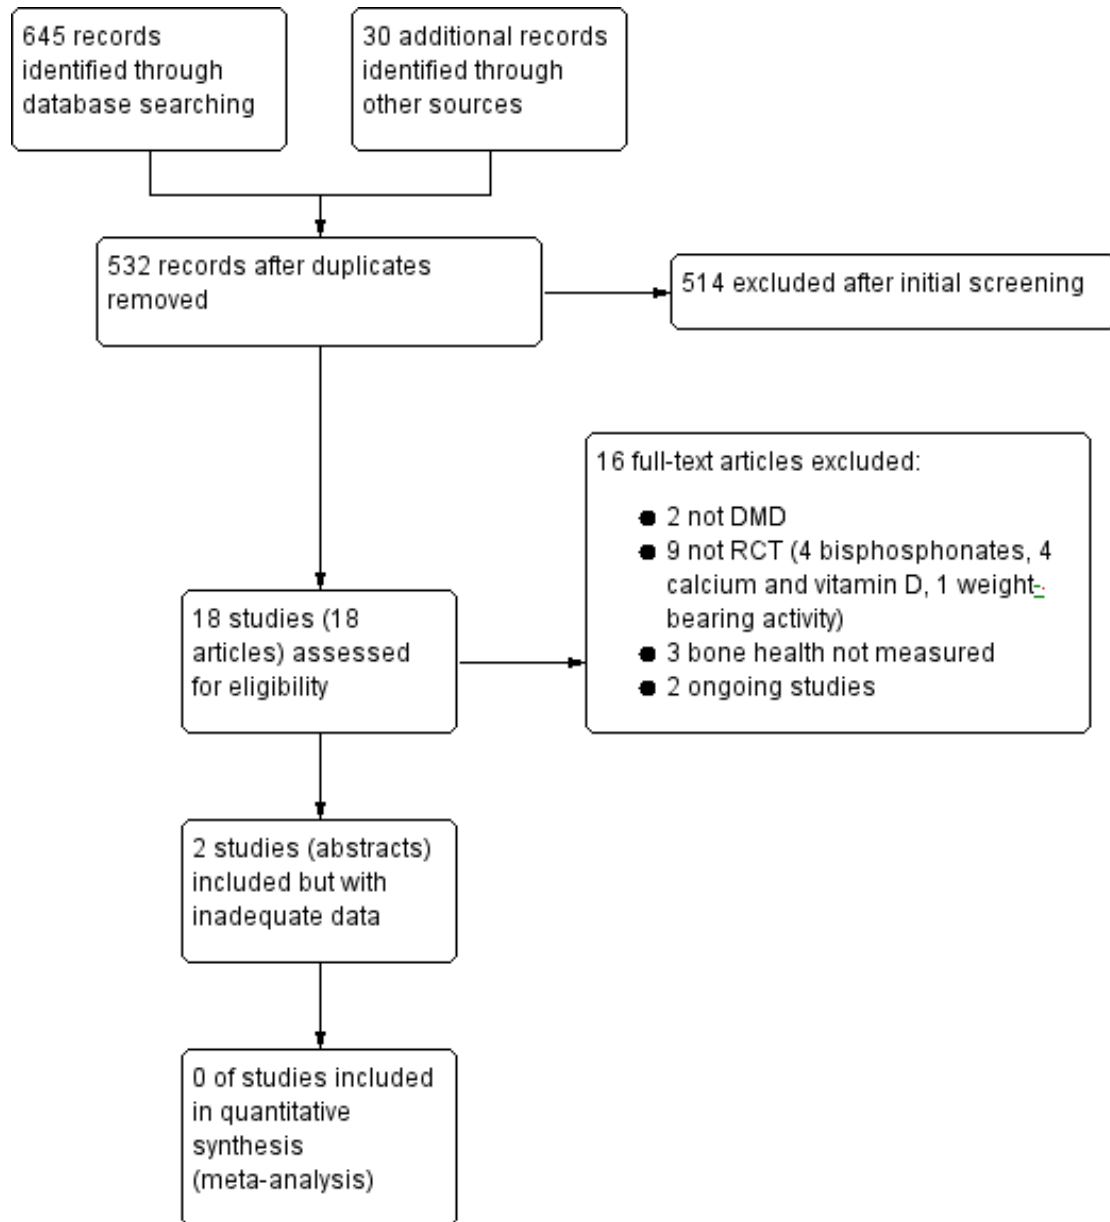 645 records
identified through
database searching
30 additional records
identified through
other sources
532 records after duplicates
removed
514 excluded after initial screening
16 full-text articles excluded:
● 2 not DMD
● 9 not RCT (4 bisphosphonates, 4
calcium and vitamin D, 1 weight-
bearing activity)
● 3 bone health not measured
● 2 ongoing studies
18 studies (18
articles) assessed
for eligibility
2 studies (abstracts)
included but with
inadequate data
0 of studies included
in quantitative
synthesis
(meta-analysis)